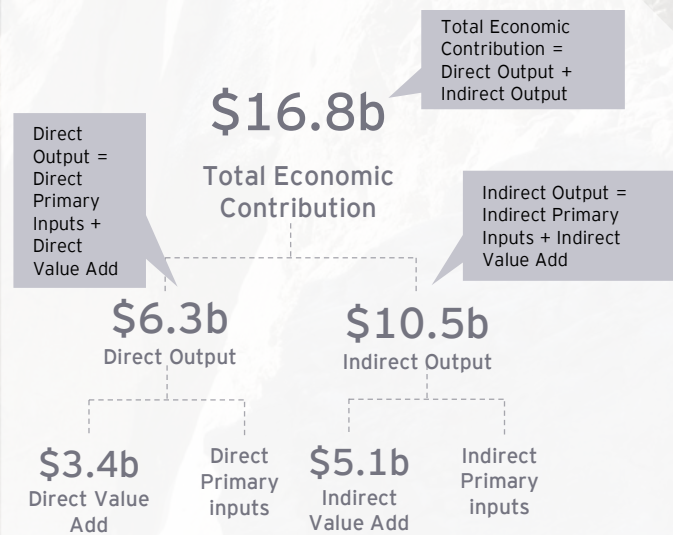 Total Economic
Contribution =
Direct Output +
Indirect Output
$16.8b
Total Economic
Contribution
Direct
Output =
Direct
Primary
Inputs +
Direct
Value Add
Indirect Output =
Indirect Primary
Inputs + Indirect
Value Add
$6.3b
Direct Output
$10.5b
Indirect Output
$3.4b
Direct Value
Add
Direct
Primary
inputs
$5.1b
Indirect
Value Add
Indirect
Primary
inputs